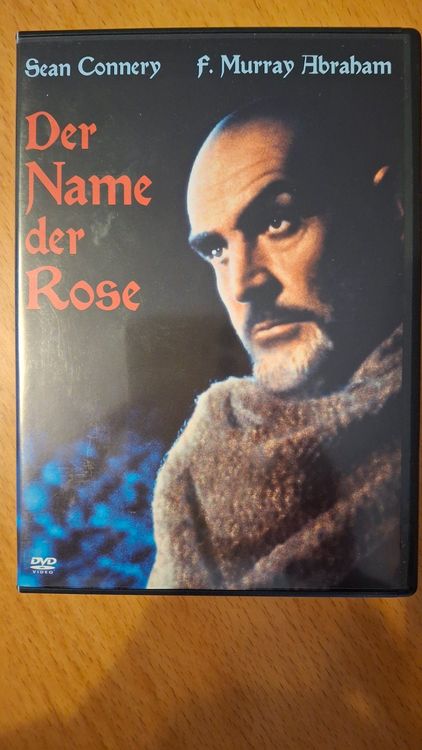 Sean Connery F. Murray Abraham
Der
Name
der
Rose
DVD
VIDEO